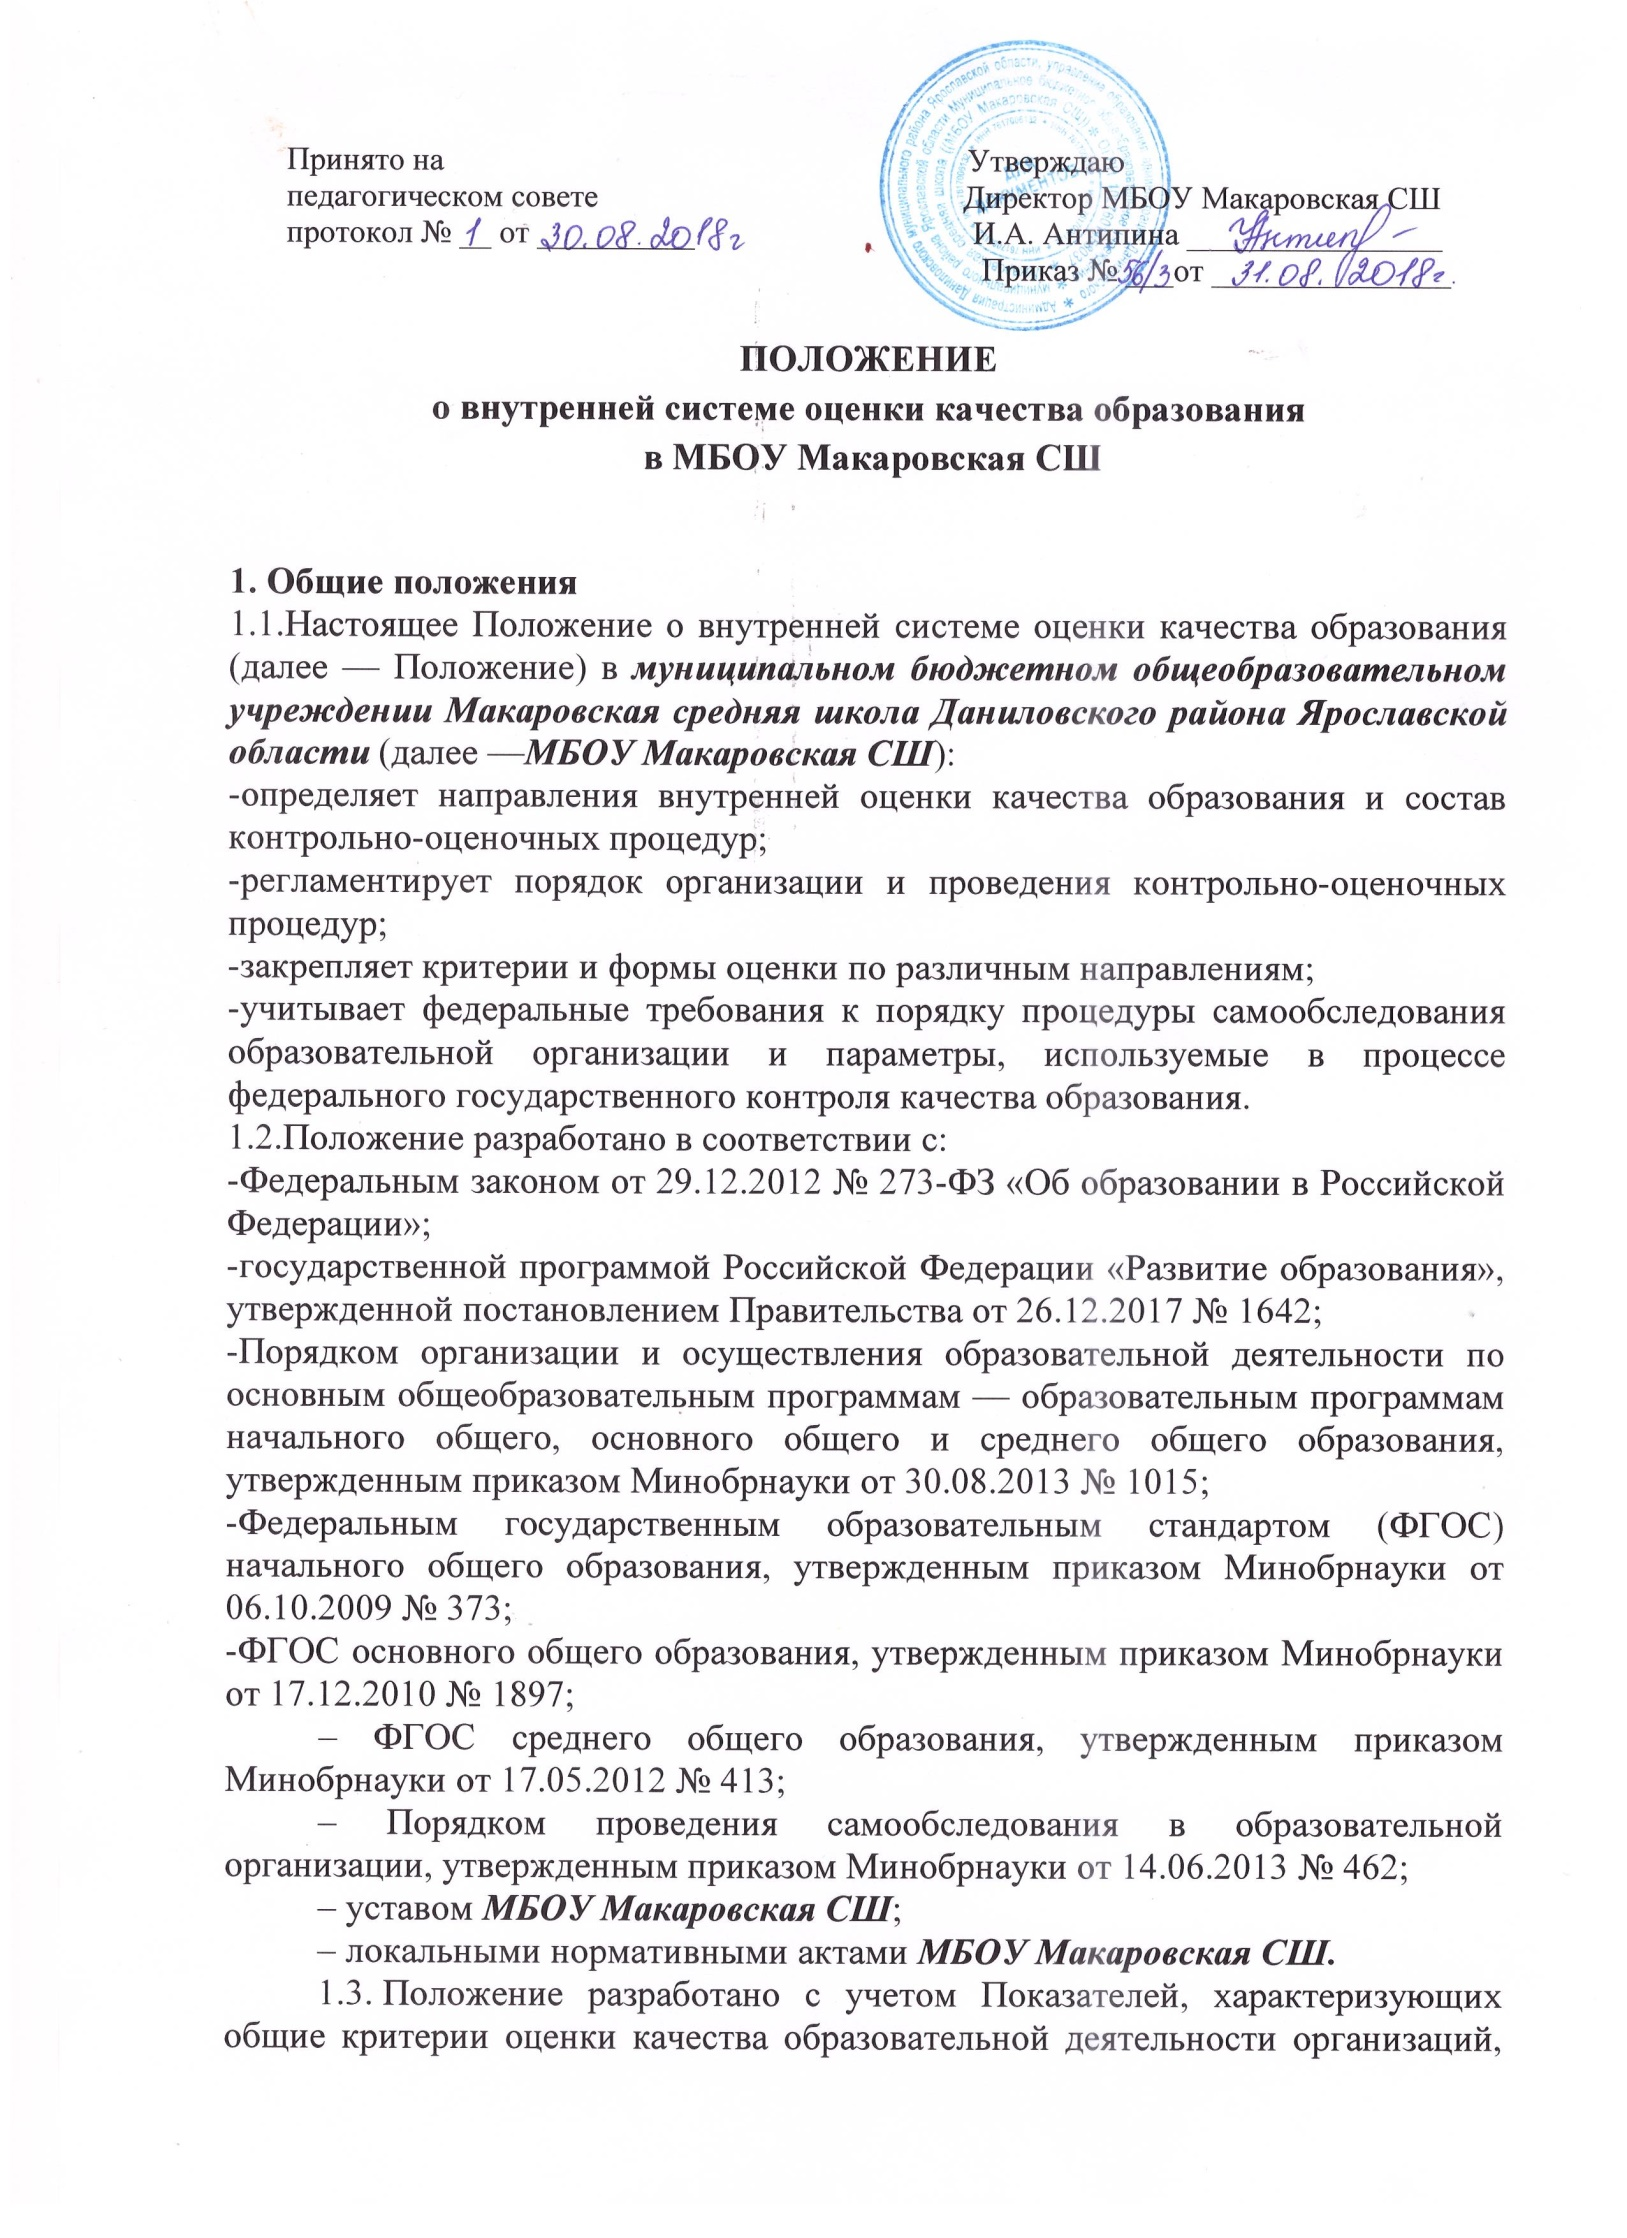 Принято на
педагогическом совете
протокол № 1 от 30.08.2018г
Утверждаю
Директор МБОУ Макаровская СШ
И.А. Антипина
Приказ № 56/3 от 31.08.2018г.
ПОЛОЖЕНИЕ
о внутренней системе оценки качества образования
в МБОУ Макаровская СШ
1. Общие положения
1.1.Настоящее Положение о внутренней системе оценки качества образования
(далее — Положение) в муниципальном бюджетном общеобразовательном
учреждении Макаровская средняя школа Даниловского района Ярославской
области (далее —МБОУ Макаровская СШ):
-определяет направления внутренней оценки качества образования и состав
контрольно-оценочных процедур;
-регламентирует порядок организации и проведения контрольно-оценочных
процедур;
-закрепляет критерии и формы оценки по различным направлениям;
-учитывает федеральные требования к порядку процедуры самообследования
образовательной организации и параметры, используемые в процессе
федерального государственного контроля качества образования.
1.2.Положение разработано в соответствии с:
-Федеральным законом от 29.12.2012 № 273-ФЗ «Об образовании в Российской
Федерации»;
-государственной программой Российской Федерации «Развитие образования»,
утвержденной постановлением Правительства от 26.12.2017 № 1642;
-Порядком организации и осуществления образовательной деятельности по
основным общеобразовательным программам — образовательным программам
начального общего, основного общего и среднего общего образования,
утвержденным приказом Минобрнауки от 30.08.2013 № 1015;
-Федеральным государственным образовательным стандартом (ФГОС)
начального общего образования, утвержденным приказом Минобрнауки от
06.10.2009 № 373;
-ФГОС основного общего образования, утвержденным приказом Минобрнауки
от 17.12.2010 № 1897;
– ФГОС среднего общего образования, утвержденным приказом
Минобрнауки от 17.05.2012 № 413;
– Порядком проведения самообследования в образовательной
организации, утвержденным приказом Минобрнауки от 14.06.2013 № 462;
– уставом МБОУ Макаровская СШ;
– локальными нормативными актами МБОУ Макаровская СШ.
1.3. Положение разработано с учетом Показателей, характеризующих
общие критерии оценки качества образовательной деятельности организаций,